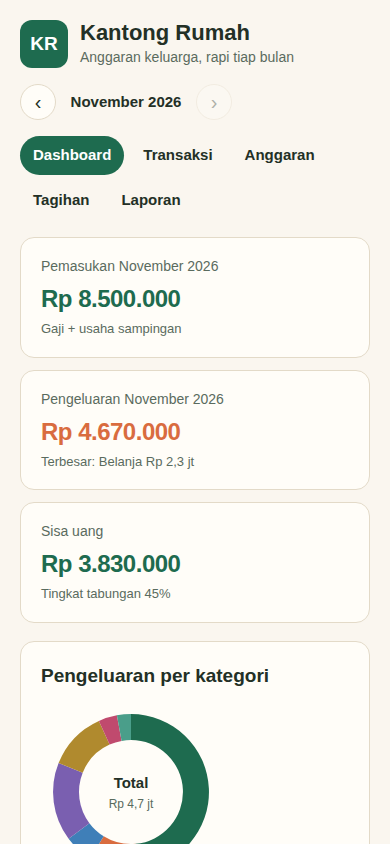 KR
Kantong Rumah
Anggaran keluarga, rapi tiap bulan
‹ November 2026 ›
Dashboard Transaksi Anggaran
Tagihan Laporan
Pemasukan November 2026
Rp 8.500.000
Gaji + usaha sampingan
Pengeluaran November 2026
Rp 4.670.000
Terbesar: Belanja Rp 2,3 jt
Sisa uang
Rp 3.830.000
Tingkat tabungan 45%
Pengeluaran per kategori
Total
Rp 4,7 jt